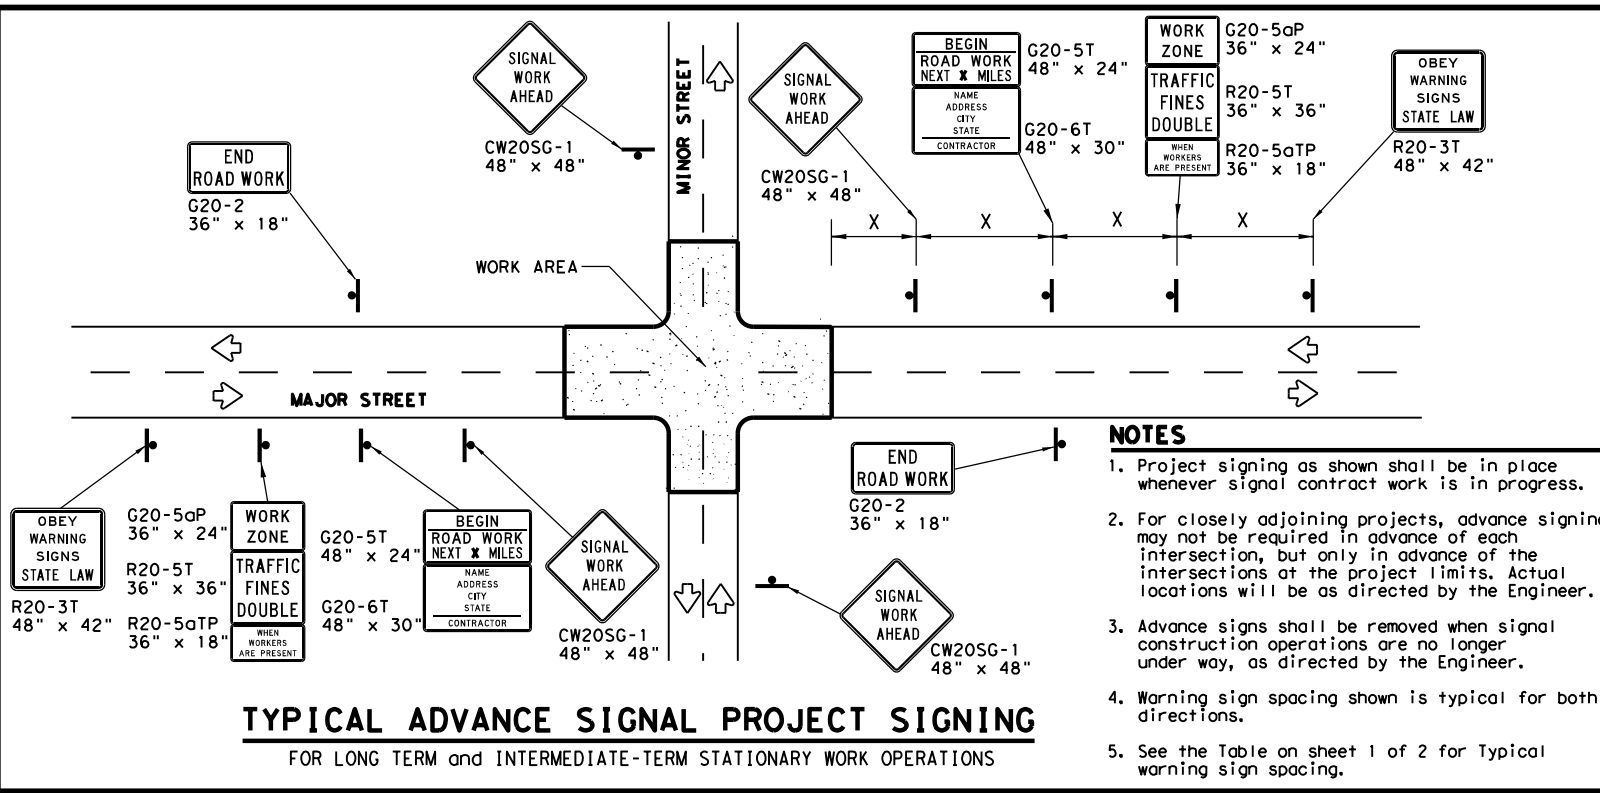 SIGNAL
WORK
AHEAD
CW20SG-1
48" x 48"
END
ROAD WORK
G20-2
36" x 18"
MINOR STREET
SIGNAL
WORK
AHEAD
CW20SG-1
48" x 48"
BEGIN
ROAD WORK
NEXT X MILES
NAME
ADDRESS
CITY
STATE
CONTRACTOR
G20-5T
48" x 24"
G20-6T
48" x 30"
WORK
ZONE
TRAFFIC
FINES
DOUBLE
WHEN
WORKERS
ARE PRESENT
G20-5aP
36" x 24"
R20-5T
36" x 36"
R20-5aTP
36" x 18"
OBEY
WARNING
SIGNS
STATE LAW
R20-3T
48" x 42"
X
X
X
X
WORK AREA
MAJOR STREET
OBEY
WARNING
SIGNS
STATE LAW
R20-3T
48" x 42"
G20-5aP
36" x 24"
R20-5T
36" x 36"
R20-5aTP
36" x 18"
WORK
ZONE
TRAFFIC
FINES
DOUBLE
WHEN
WORKERS
ARE PRESENT
G20-5T
48" x 24"
G20-6T
48" x 30"
BEGIN
ROAD WORK
NEXT X MILES
NAME
ADDRESS
CITY
STATE
CONTRACTOR
SIGNAL
WORK
AHEAD
CW20SG-1
48" x 48"
END
ROAD WORK
G20-2
36" x 18"
SIGNAL
WORK
AHEAD
CW20SG-1
48" x 48"
NOTES
1. Project signing as shown shall be in place
whenever signal contract work is in progress.
2. For closely adjoining projects, advance signing
may not be required in advance of each
intersection, but only in advance of the
intersections at the project limits. Actual
locations will be as directed by the Engineer.
3. Advance signs shall be removed when signal
construction operations are no longer
under way, as directed by the Engineer.
4. Warning sign spacing shown is typical for both
directions.
5. See the Table on sheet 1 of 2 for Typical
warning sign spacing.
TYPICAL ADVANCE SIGNAL PROJECT SIGNING
FOR LONG TERM and INTERMEDIATE-TERM STATIONARY WORK OPERATIONS